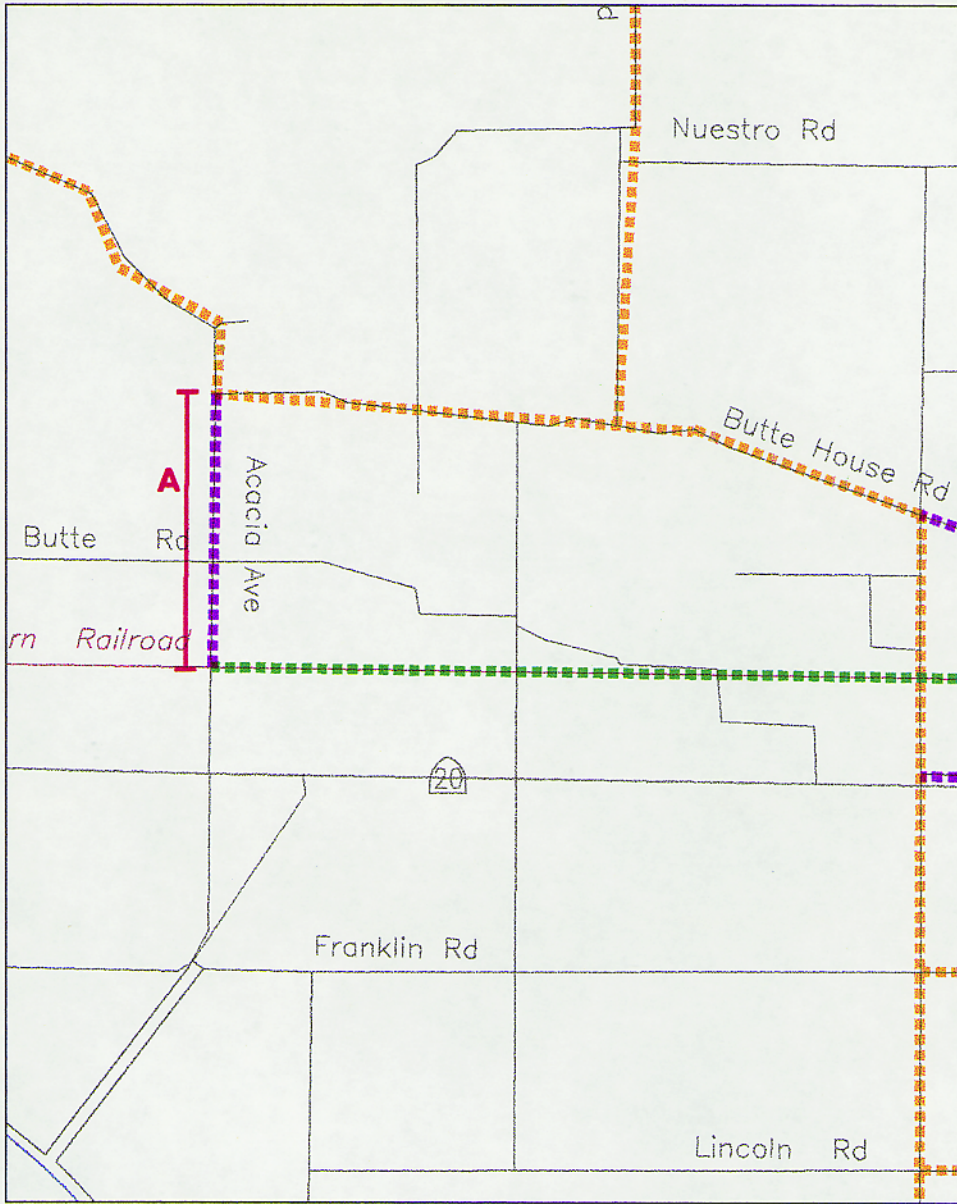 P
Nuestro Rd
Butte House Rd
A
Acacia Ave
Butte Rd
rn Railroad
20
Franklin Rd
Lincoln Rd